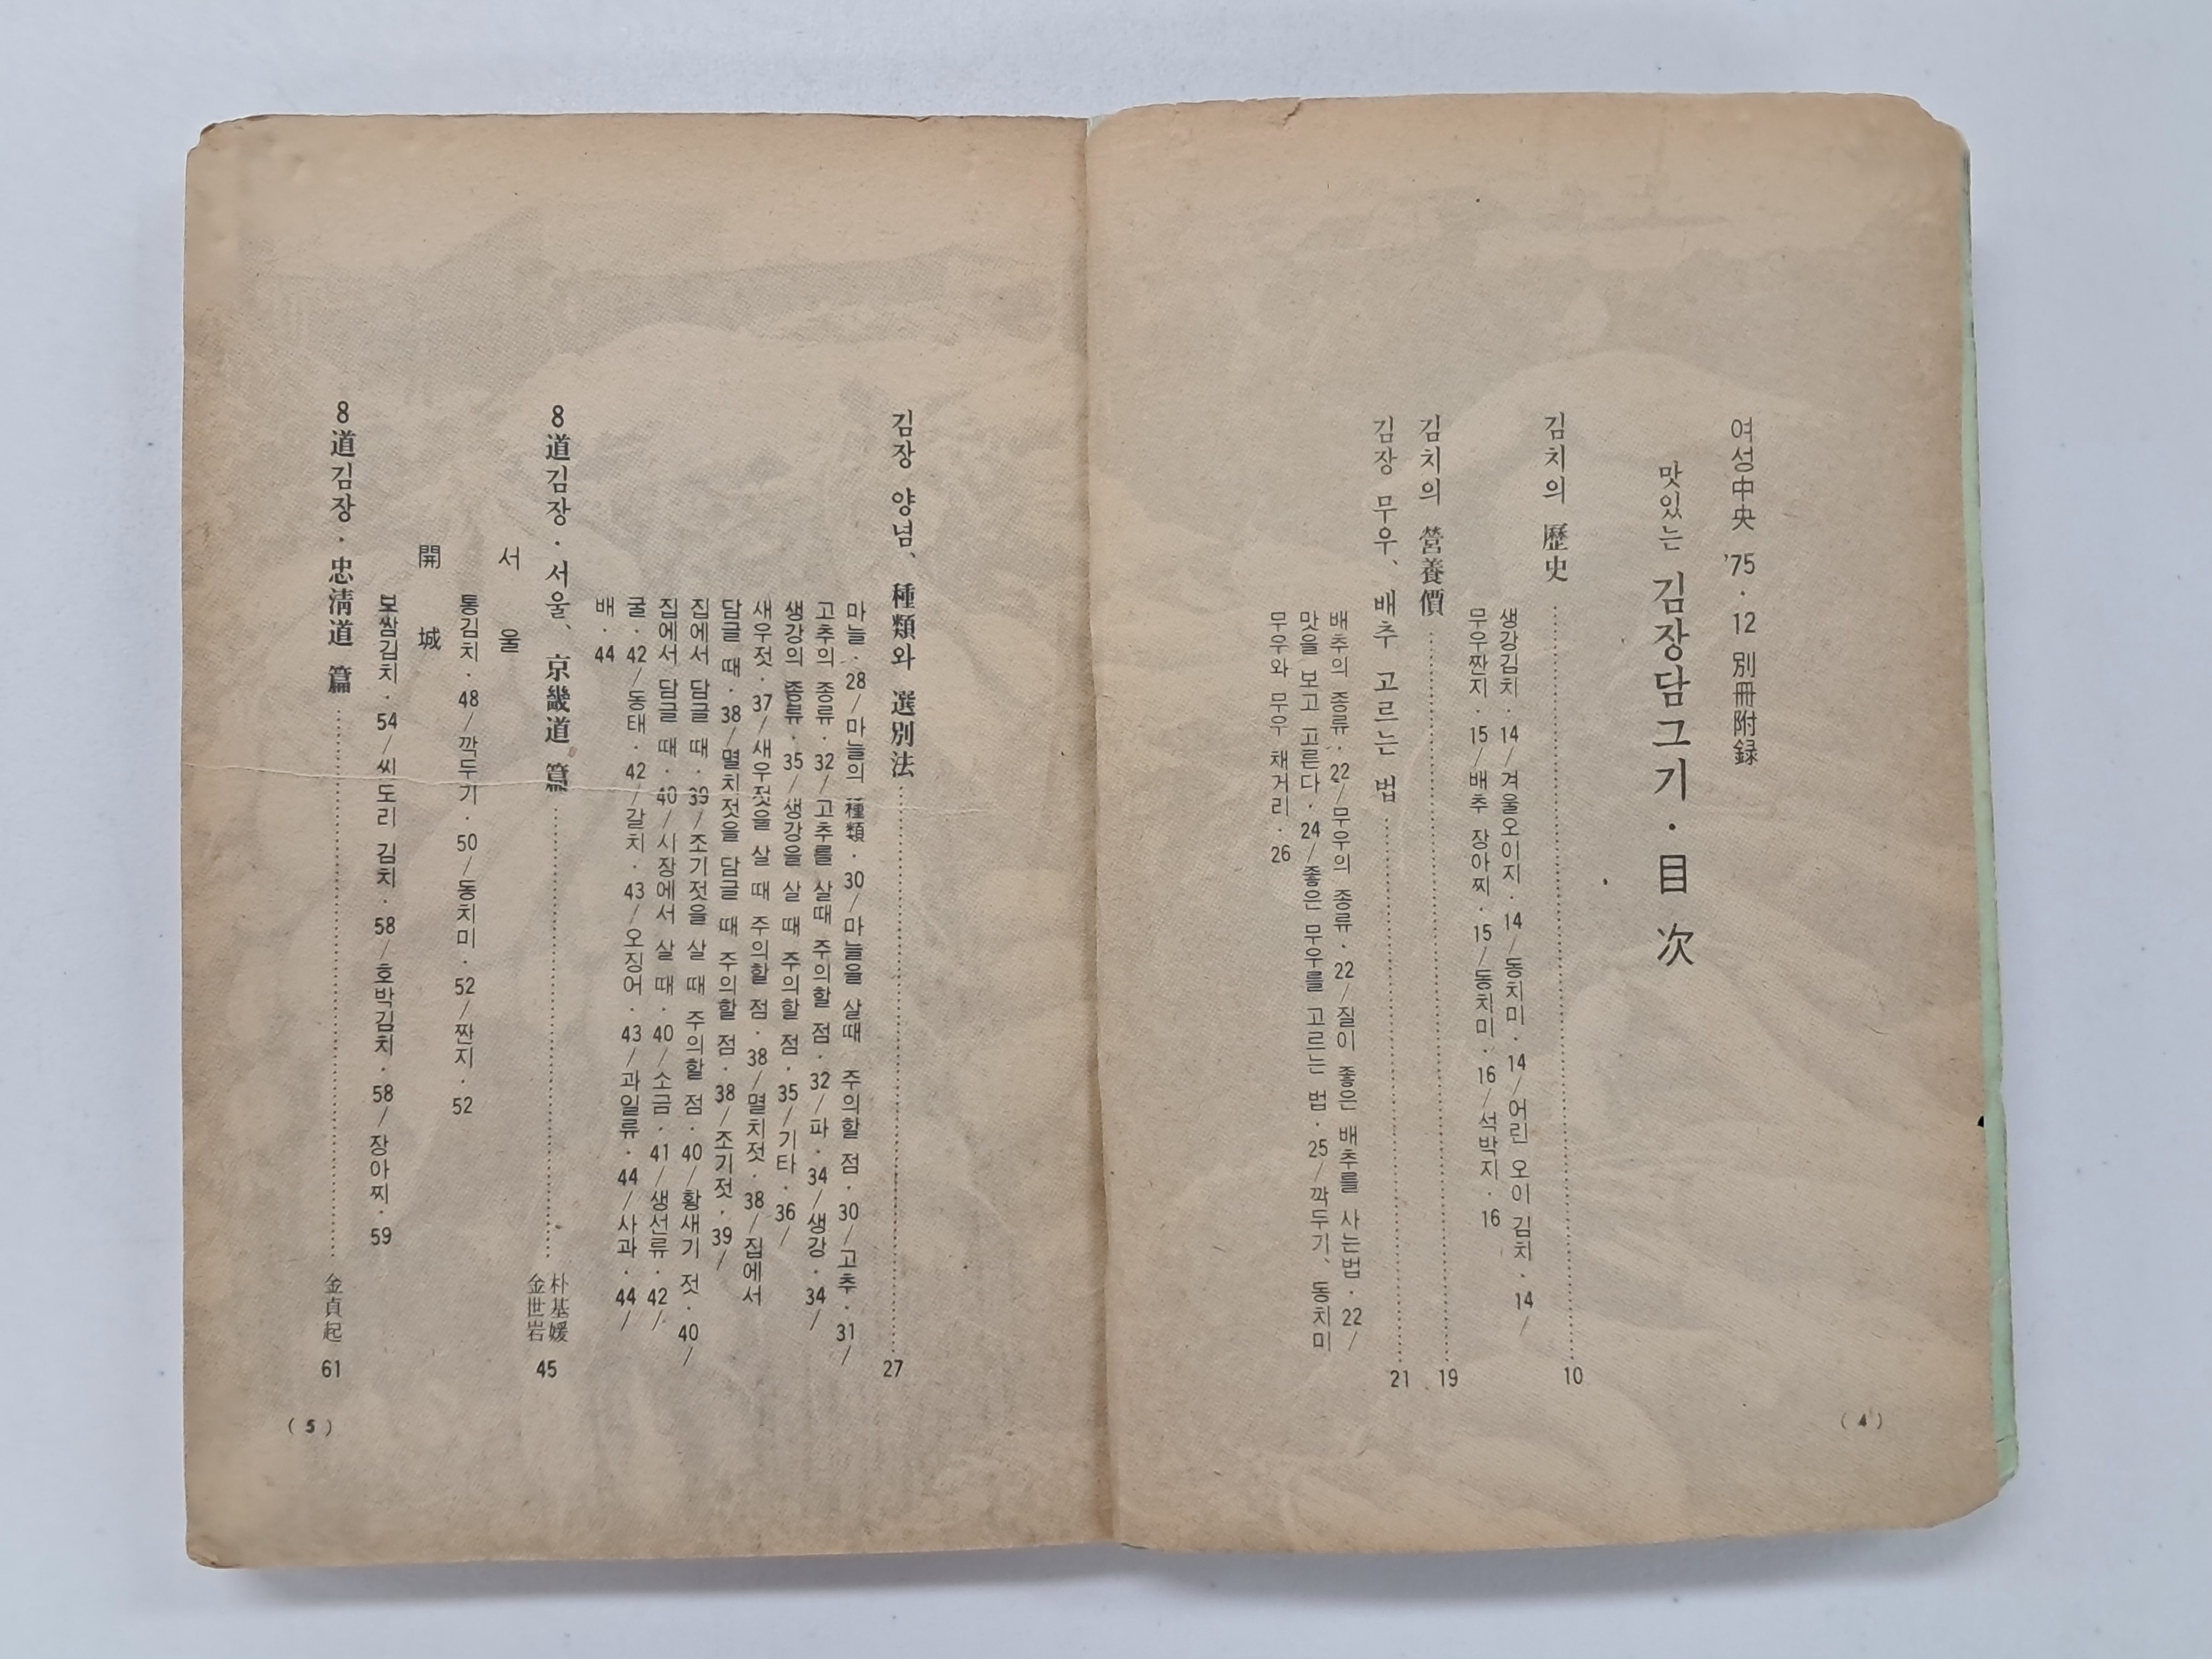 여성中央 '75·12 別冊附録
맛있는 김장담그기·目次
김치의 歷史 10
생강김치·14/겨울오이지·14/동치미·14/어린 오이 김치·14/
무우짠지·15/배추 장아찌·15/동치미·16/석박지·16
김치의 營養價 19
김장 무우、배추 고르는 법 21
배추의 종류·22/무우의 종류·22/질이 좋은 배추를 사는법·22/
맛을 보고 고른다·24/좋은 무우를 고르는 법·25/깍두기、동치미
무우와 무우 채거리·26
(4)
김장 양념、種類와 選別法 27
마늘·28/마늘의 種類·30/마늘을 살때 주의할 점·30/고추·31/
고추의 종류·32/고추를 살때 주의할 점·32/파·34/생강·34/
생강의 종류·35/생강을 살 때 주의할 점·35/기타·36/
새우젓·37/새우젓을 살 때 주의할 점·38/멸치젓·38/집에서
담글 때·38/멸치젓을 담글 때 주의할 점·38/조기젓·39/
집에서 담글 때·39/조기젓을 살 때 주의할 점·40/황새기 젓·40/
집에서 담글 때·40/시장에서 살 때·40/소금·41/생선류·42/
굴·42/동태·42/갈치·43/오징어·43/과일류·44/사과·44/
배·44
8道김장·서울、京畿道 篇 朴基媛 金世岩 45
서울
통김치·48/깍두기·50/동치미·52/짠지·52
開城
보쌈김치·54/씨도리 김치·58/호박김치·58/장아찌·59
8道김장·忠淸道 篇 金貞起 61
(5)